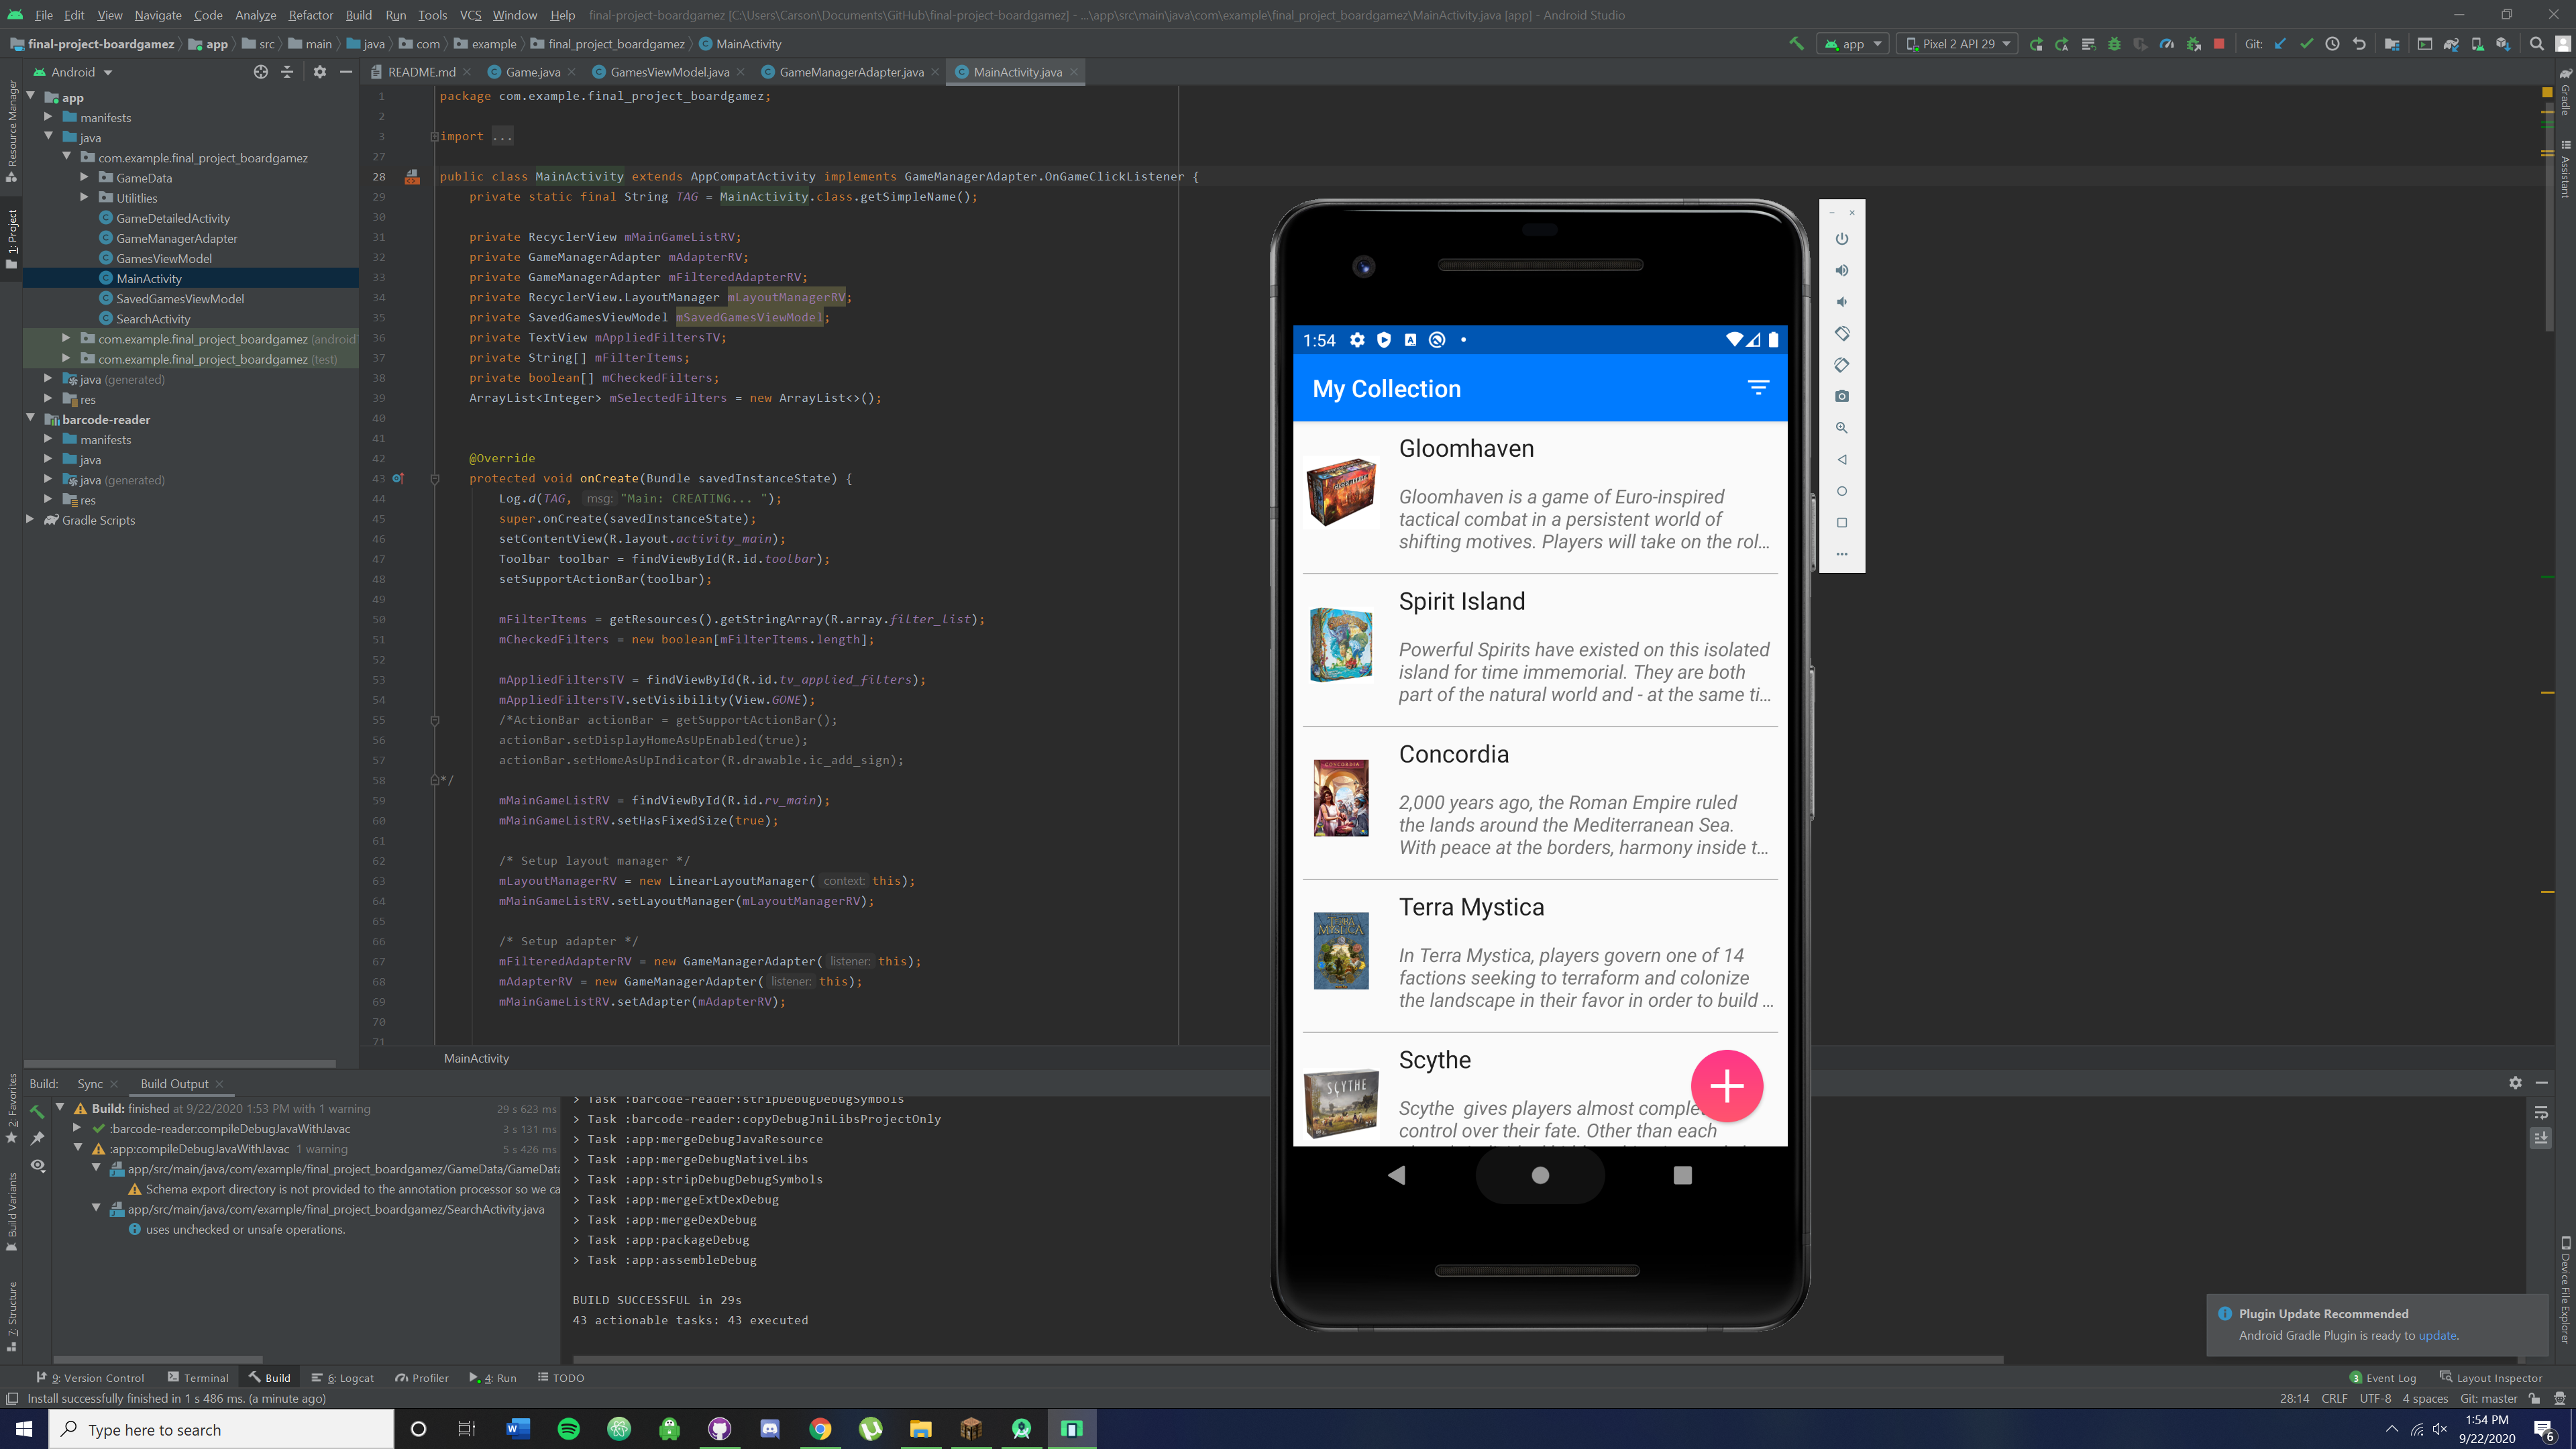 File Edit View Navigate Code Analyze Refactor Build Run Tools VCS Window Help final-project-boardgamez [C:\Users\Carson\Documents\GitHub\final-project-boardgamez] - ...\app\src\main\java\com\example\final_project_boardgamez\MainActivity.java [app] - Android Studio
final-project-boardgamez app src main java com example final_project_boardgamez MainActivity app Pixel 2 API 29 Git:
Android README.md Game.java GamesViewModel.java GameManagerAdapter.java MainActivity.java
Resource Manager
1: Project
2: Favorites
Build Variants
7: Structure
Gradle
Assistant
Device File Explorer
app
manifests
java
com.example.final_project_boardgamez
GameData
Utilitlies
GameDetailedActivity
GameManagerAdapter
GamesViewModel
MainActivity
SavedGamesViewModel
SearchActivity
com.example.final_project_boardgamez (android
com.example.final_project_boardgamez (test)
java (generated)
res
barcode-reader
manifests
java
java (generated)
res
Gradle Scripts
1 package com.example.final_project_boardgamez;
2
3 import ...
27
28 public class MainActivity extends AppCompatActivity implements GameManagerAdapter.OnGameClickListener {
29 private static final String TAG = MainActivity.class.getSimpleName();
30
31 private RecyclerView mMainGameListRV;
32 private GameManagerAdapter mAdapterRV;
33 private GameManagerAdapter mFilteredAdapterRV;
34 private RecyclerView.LayoutManager mLayoutManagerRV;
35 private SavedGamesViewModel mSavedGamesViewModel;
36 private TextView mAppliedFiltersTV;
37 private String[] mFilterItems;
38 private boolean[] mCheckedFilters;
39 ArrayList<Integer> mSelectedFilters = new ArrayList<>();
40
41
42 @Override
43 protected void onCreate(Bundle savedInstanceState) {
44 Log.d(TAG, msg: "Main: CREATING... ");
45 super.onCreate(savedInstanceState);
46 setContentView(R.layout.activity_main);
47 Toolbar toolbar = findViewById(R.id.toolbar);
48 setSupportActionBar(toolbar);
49
50 mFilterItems = getResources().getStringArray(R.array.filter_list);
51 mCheckedFilters = new boolean[mFilterItems.length];
52
53 mAppliedFiltersTV = findViewById(R.id.tv_applied_filters);
54 mAppliedFiltersTV.setVisibility(View.GONE);
55 /*ActionBar actionBar = getSupportActionBar();
56 actionBar.setDisplayHomeAsUpEnabled(true);
57 actionBar.setHomeAsUpIndicator(R.drawable.ic_add_sign);
58 */
59 mMainGameListRV = findViewById(R.id.rv_main);
60 mMainGameListRV.setHasFixedSize(true);
61
62 /* Setup layout manager */
63 mLayoutManagerRV = new LinearLayoutManager( context: this);
64 mMainGameListRV.setLayoutManager(mLayoutManagerRV);
65
66 /* Setup adapter */
67 mFilteredAdapterRV = new GameManagerAdapter( listener: this);
68 mAdapterRV = new GameManagerAdapter( listener: this);
69 mMainGameListRV.setAdapter(mAdapterRV);
70
71
MainActivity
1:54
My Collection
Gloomhaven
Gloomhaven is a game of Euro-inspired
tactical combat in a persistent world of
shifting motives. Players will take on the rol...
Spirit Island
Powerful Spirits have existed on this isolated
island for time immemorial. They are both
part of the natural world and - at the same ti...
CONCORDIA
Concordia
2,000 years ago, the Roman Empire ruled
the lands around the Mediterranean Sea.
With peace at the borders, harmony inside t...
TERRA MYSTICA
Terra Mystica
In Terra Mystica, players govern one of 14
factions seeking to terraform and colonize
the landscape in their favor in order to build ...
SCYTHE
Scythe
Scythe gives players almost comple
control over their fate. Other than each
Build: Sync Build Output
Build: finished at 9/22/2020 1:53 PM with 1 warning 29 s 623 ms
:barcode-reader:compileDebugJavaWithJavac 3 s 131 ms
:app:compileDebugJavaWithJavac 1 warning 5 s 426 ms
app/src/main/java/com/example/final_project_boardgamez/GameData/GameData
Schema export directory is not provided to the annotation processor so we ca
app/src/main/java/com/example/final_project_boardgamez/SearchActivity.java
uses unchecked or unsafe operations.
> Task :barcode-reader:stripDebugDebugSymbols
> Task :barcode-reader:copyDebugJniLibsProjectOnly
> Task :app:mergeDebugJavaResource
> Task :app:mergeDebugNativeLibs
> Task :app:stripDebugDebugSymbols
> Task :app:mergeExtDexDebug
> Task :app:mergeDexDebug
> Task :app:packageDebug
> Task :app:assembleDebug
BUILD SUCCESSFUL in 29s
43 actionable tasks: 43 executed
Plugin Update Recommended
Android Gradle Plugin is ready to update.
9: Version Control Terminal Build 6: Logcat Profiler 4: Run TODO 3 Event Log Layout Inspector
Install successfully finished in 1 s 486 ms. (a minute ago) 28:14 CRLF UTF-8 4 spaces Git: master
Type here to search
1:54 PM
9/22/2020
6